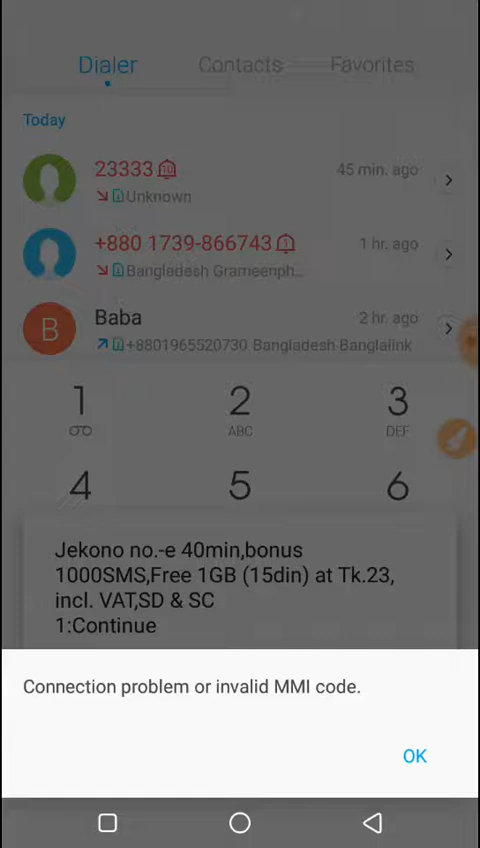 Dialer Contacts Favorites
Today
23333 10 45 min. ago
Unknown
+880 1739-866743 1 1 hr. ago
Bangladesh Grameenph...
Baba 2 hr. ago
B
+8801965520730 Bangladesh Banglalink
1 2 3
ABC DEF
4 5 6
Jekono no.-e 40min,bonus
1000SMS,Free 1GB (15din) at Tk.23,
incl. VAT,SD & SC
1:Continue
Connection problem or invalid MMI code.
OK